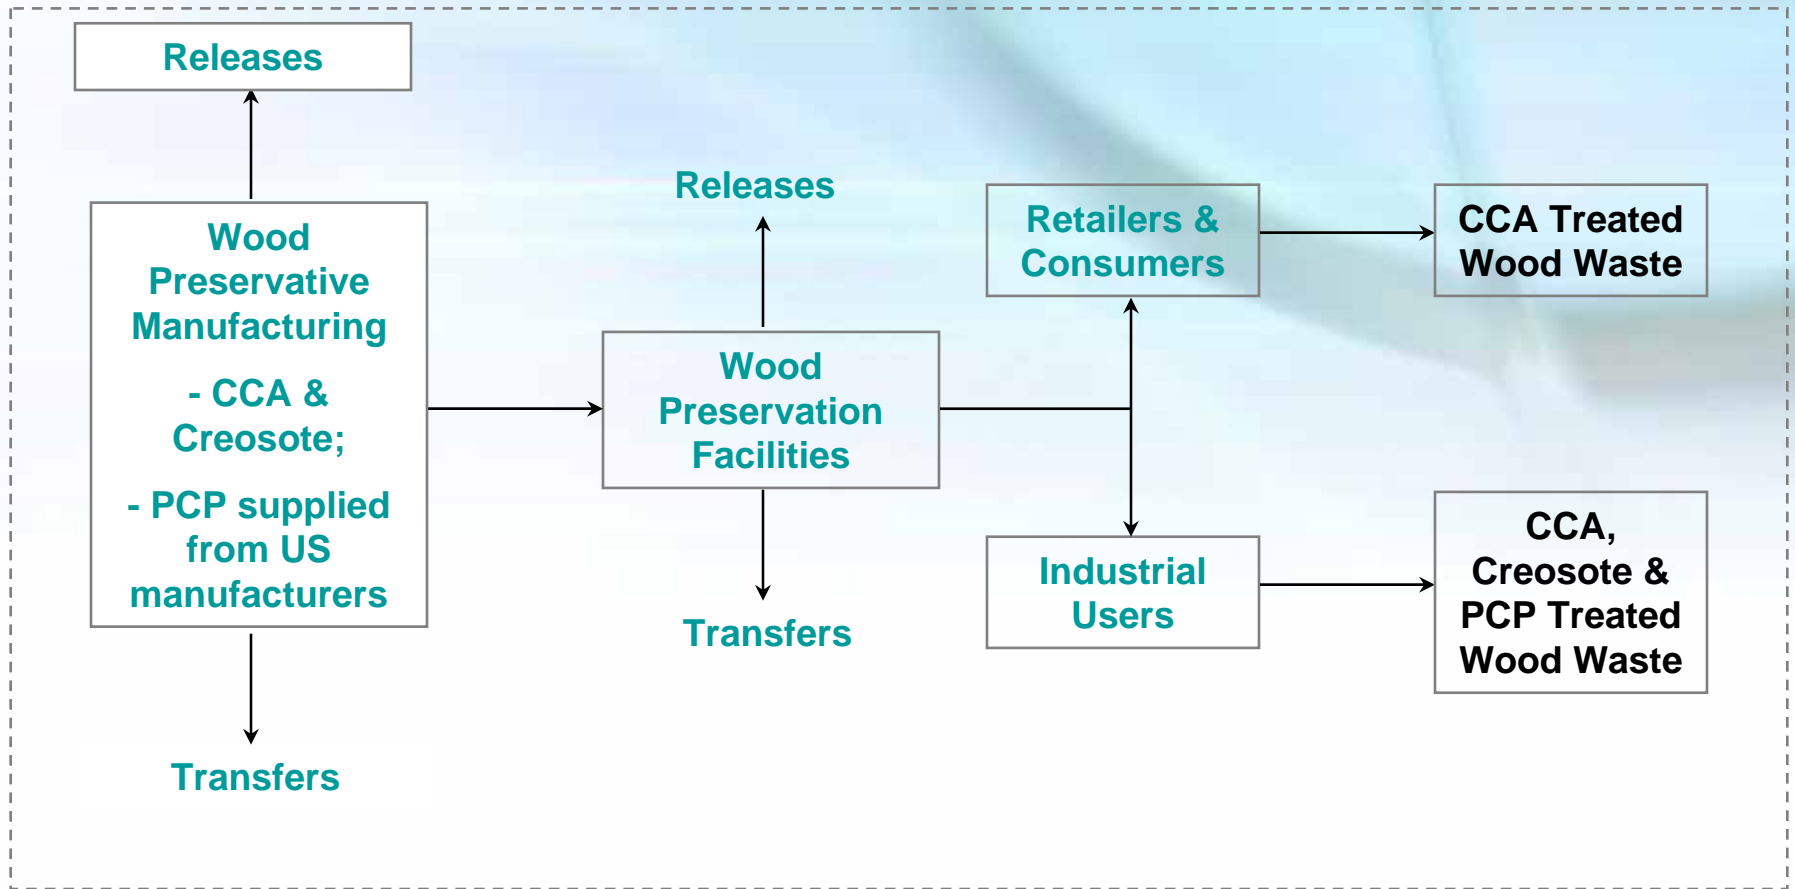 Releases
Wood
Preservative
Manufacturing
- CCA &
Creosote;
- PCP supplied
from US
manufacturers
Transfers
Releases
Wood
Preservation
Facilities
Transfers
Retailers &
Consumers
Industrial
Users
CCA Treated
Wood Waste
CCA,
Creosote &
PCP Treated
Wood Waste